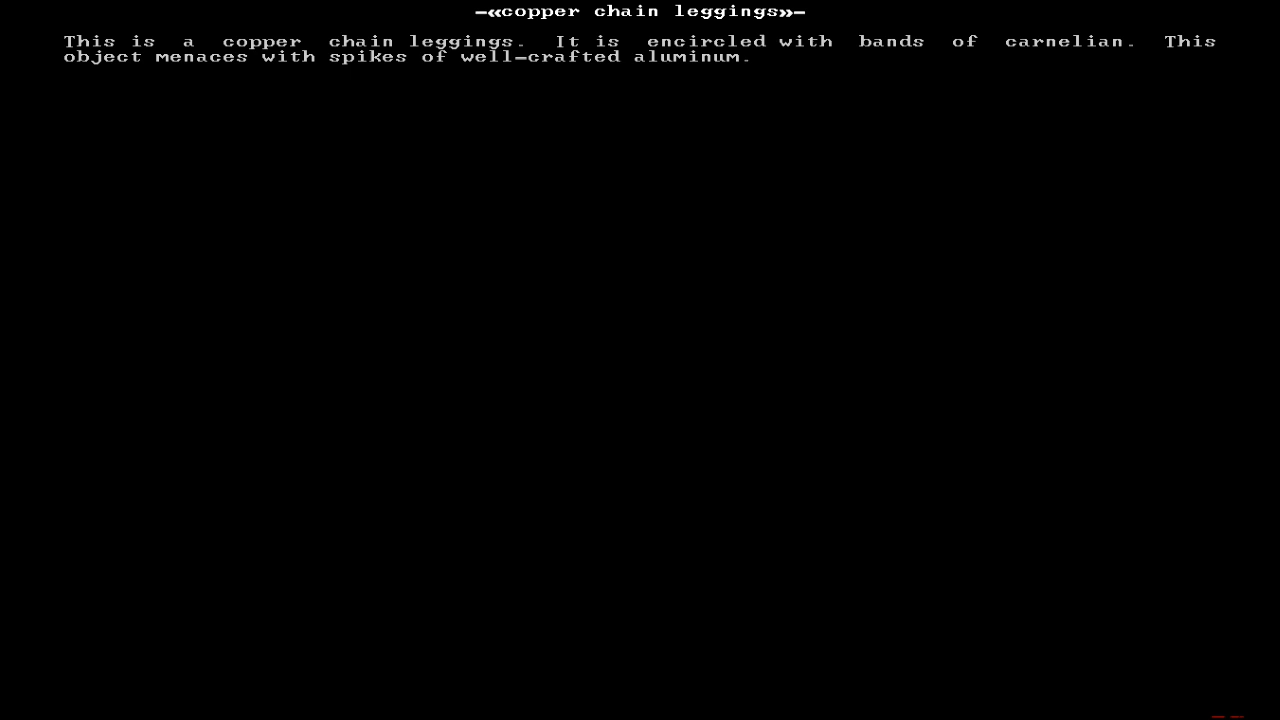 -«copper chain leggings»-
This is a copper chain leggings. It is encircled with bands of carnelian. This
object menaces with spikes of well-crafted aluminum.